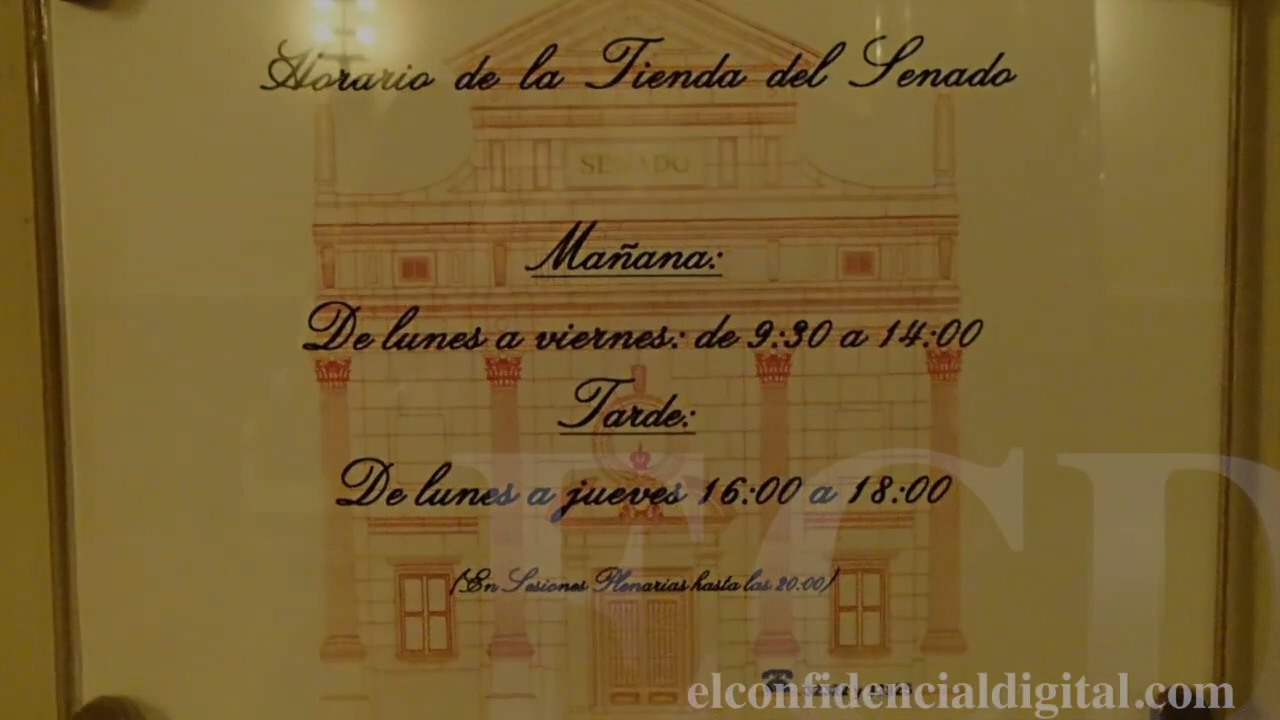 Horario de la Tienda del Senado
SENADO
Mañana:
De lunes a viernes: de 9:30 a 14:00
Tarde:
De lunes a jueves 16:00 a 18:00
(En Sesiones Plenarias hasta las 20:00)
ECD
elconfidencialdigital.com